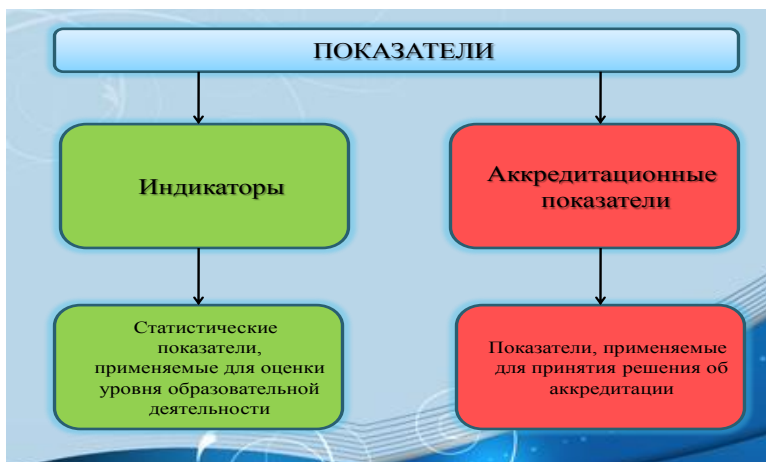 ПОКАЗАТЕЛИ
Индикаторы
Аккредитационные
показатели
Статистические
показатели,
применяемые для оценки
уровня образовательной
деятельности
Показатели, применяемые
для принятия решения об
аккредитации